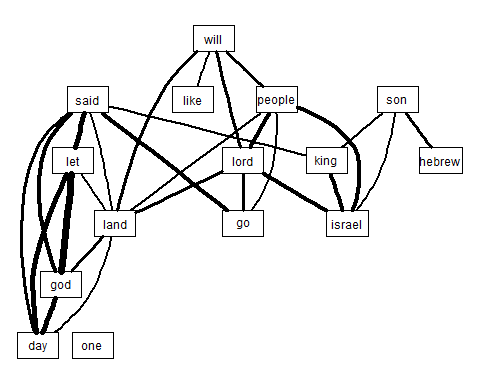 will
said
like
people
son
let
lord
king
hebrew
land
go
israel
god
day
one